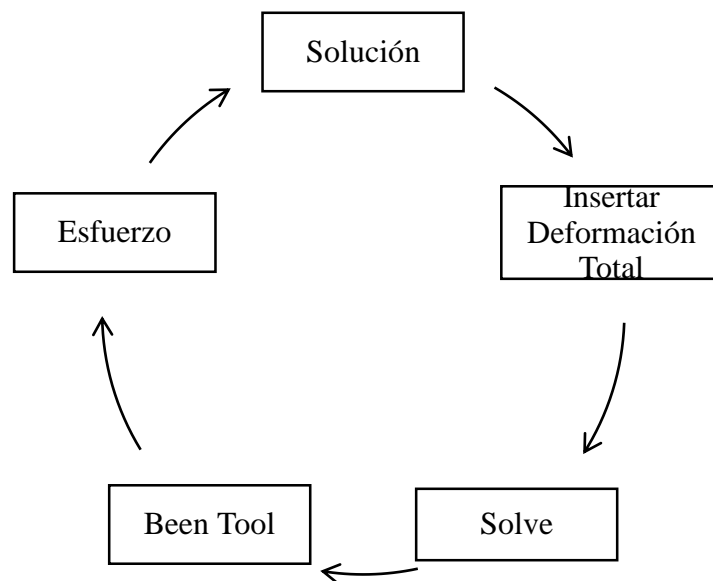 Solución
Insertar
Deformación
Total
Solve
Been Tool
Esfuerzo